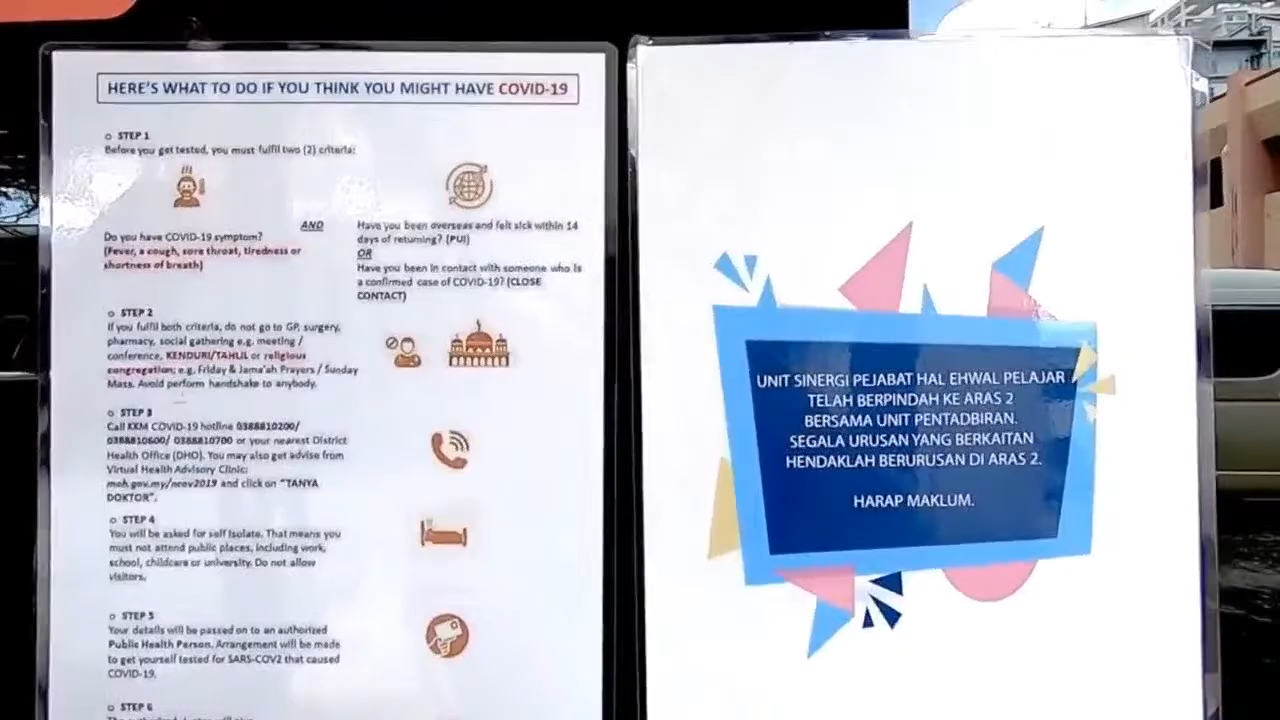 HERE'S WHAT TO DO IF YOU THINK YOU MIGHT HAVE COVID-19
STEP 1
Before you get tested, you must fulfil two (2) criteria:
Do you have COVID-19 symptom?
(Fever, a cough, sore throat, tiredness or
shortness of breath)
AND
Have you been overseas and felt sick within 14
days of returning? (PUI)
OR
Have you been in contact with someone who is
a confirmed case of COVID-19? (CLOSE
CONTACT)
STEP 2
If you fulfil both criteria, do not go to GP, surgery,
pharmacy, social gathering e.g. meeting /
conference, KENDURI/TAHLIL or religious
congregation; e.g. Friday & Jama'ah Prayers / Sunday
Mass. Avoid perform handshake to anybody.
STEP 3
Call KKM COVID-19 hotline 0388810200/
0388810600/ 0388810700 or your nearest District
Health Office (DHO). You may also get advise from
Virtual Health Advisory Clinic:
moh.gov.my/ncov2019 and click on "TANYA
DOKTOR".
STEP 4
You will be asked for self isolate. That means you
must not attend public places, including work,
school, childcare or university. Do not allow
visitors.
STEP 5
Your details will be passed on to an authorized
Public Health Person. Arrangement will be made
to get yourself tested for SARS-COV2 that caused
COVID-19.
STEP 6
UNIT SINERGI PEJABAT HAL EHWAL PELAJAR
TELAH BERPINDAH KE ARAS 2
BERSAMA UNIT PENTADBIRAN.
SEGALA URUSAN YANG BERKAITAN
HENDAKLAH BERURUSAN DI ARAS 2.
HARAP MAKLUM.